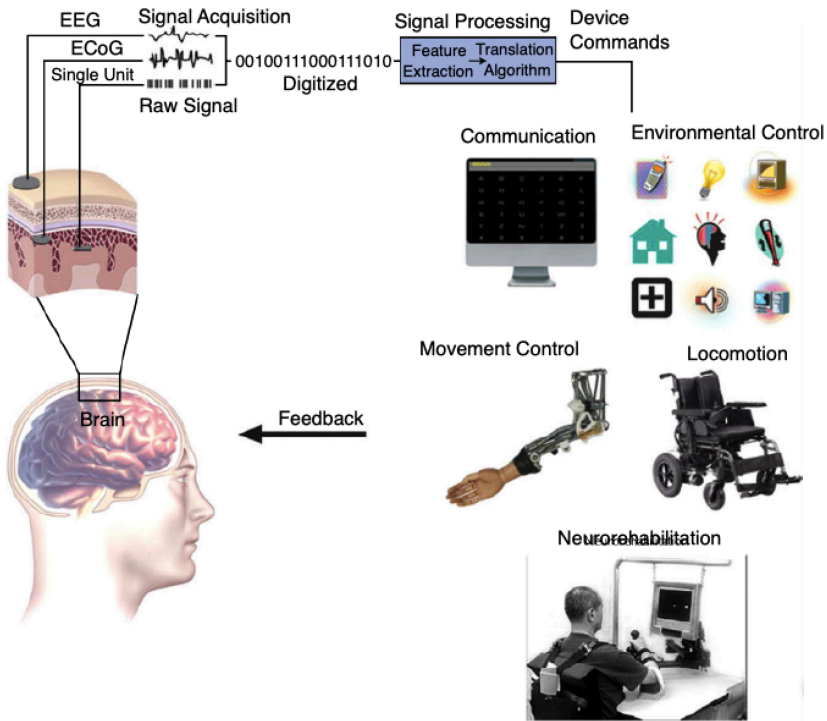 EEG
Signal Acquisition
ECoG
Single Unit
Raw Signal
00100111000111010
Digitized
Signal Processing
Feature Extraction
Translation Algorithm
Device Commands
Communication
Environmental Control
Movement Control
Locomotion
Brain
Feedback
Neurorehabilitation